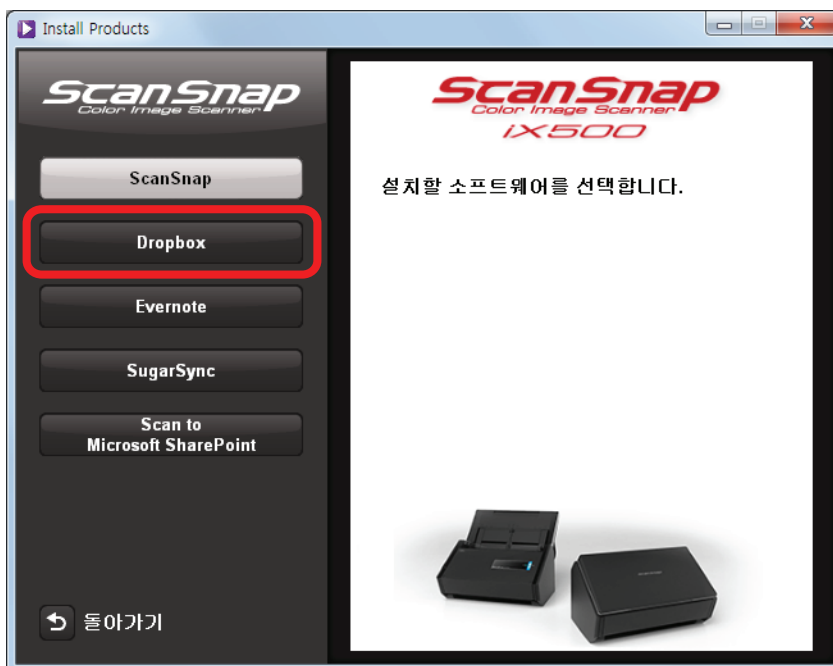 Install Products
ScanSnap
Color Image Scanner
ScanSnap
Dropbox
Evernote
SugarSync
Scan to
Microsoft SharePoint
돌아가기
ScanSnap
Color Image Scanner
iX500
설치할 소프트웨어를 선택합니다.